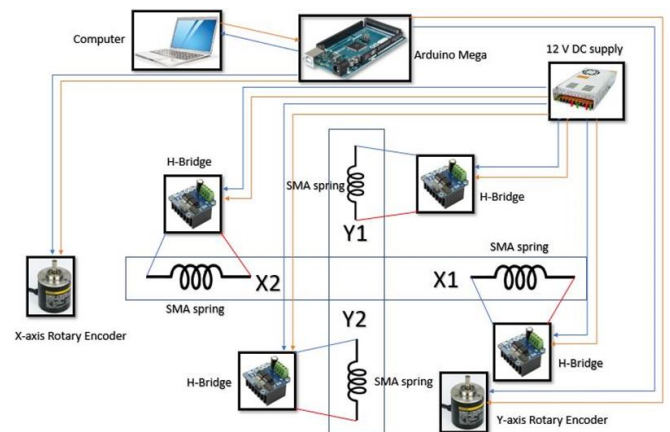 Computer
Arduino Mega
12 V DC supply
H-Bridge
SMA spring
H-Bridge
Y1
SMA spring
X2
X1
SMA spring
X-axis Rotary Encoder
Y2
H-Bridge
H-Bridge
SMA spring
Y-axis Rotary Encoder